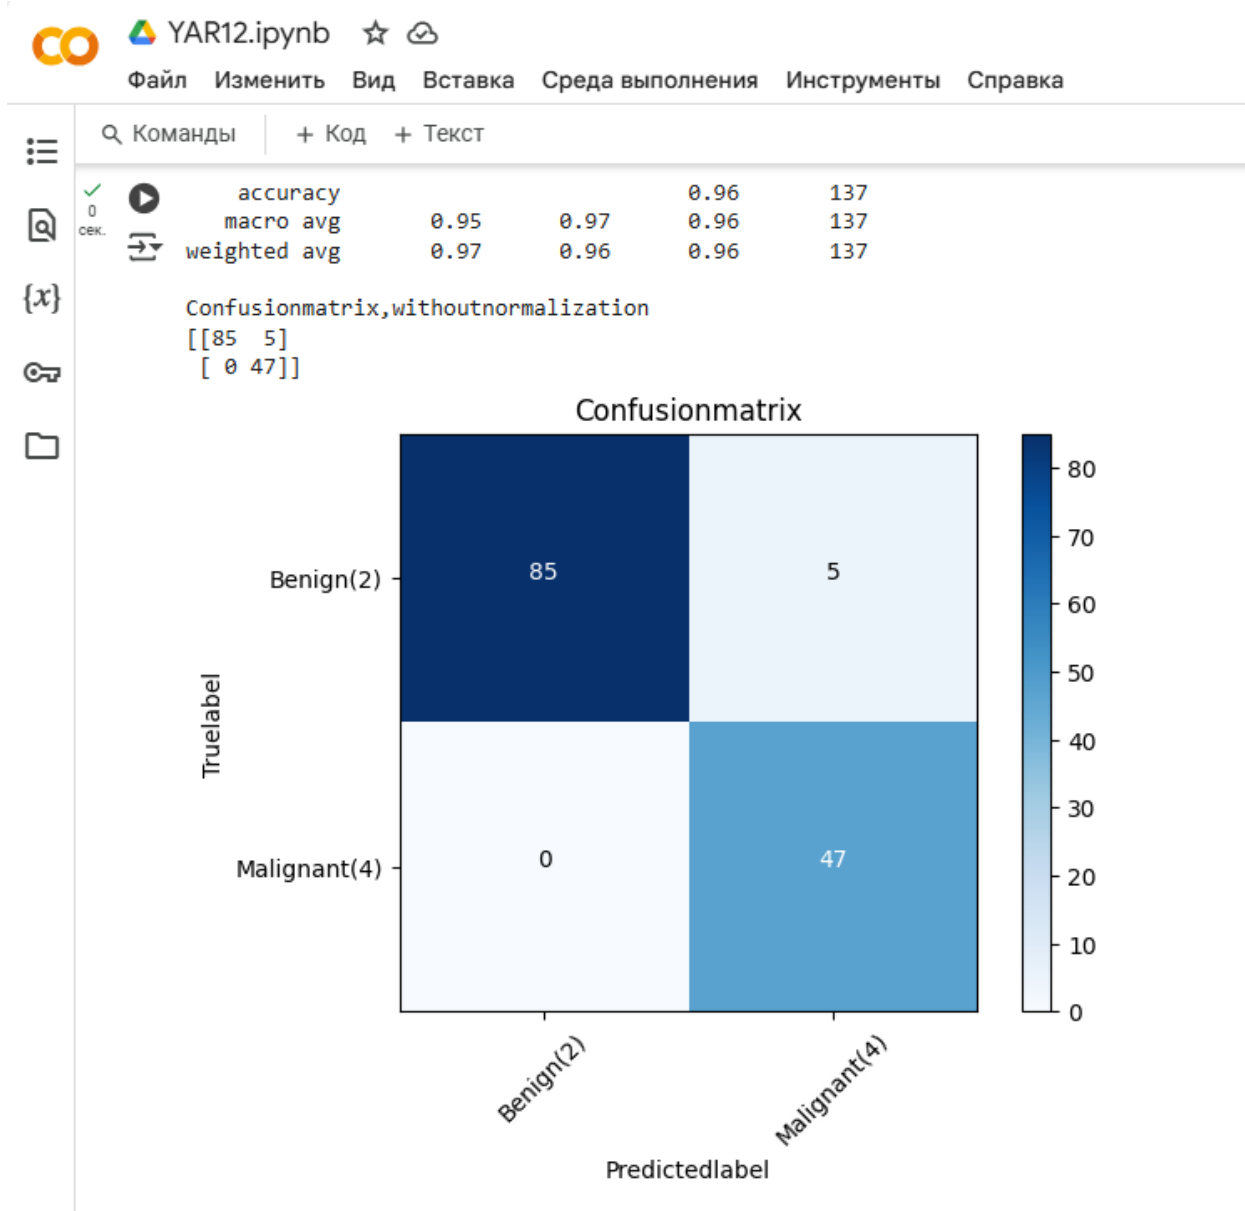 YAR12.ipynb
Файл Изменить Вид Вставка Среда выполнения Инструменты Справка
Команды + Код + Текст
0
сек.
accuracy 0.96 137
macro avg 0.95 0.97 0.96 137
weighted avg 0.97 0.96 0.96 137
Confusionmatrix,withoutnormalization
[[85 5]
[ 0 47]]
{x}
Confusionmatrix
Truelabel
Benign(2)
85 5
Malignant(4)
0 47
Benign(2) Malignant(4)
Predictedlabel
80
70
60
50
40
30
20
10
0